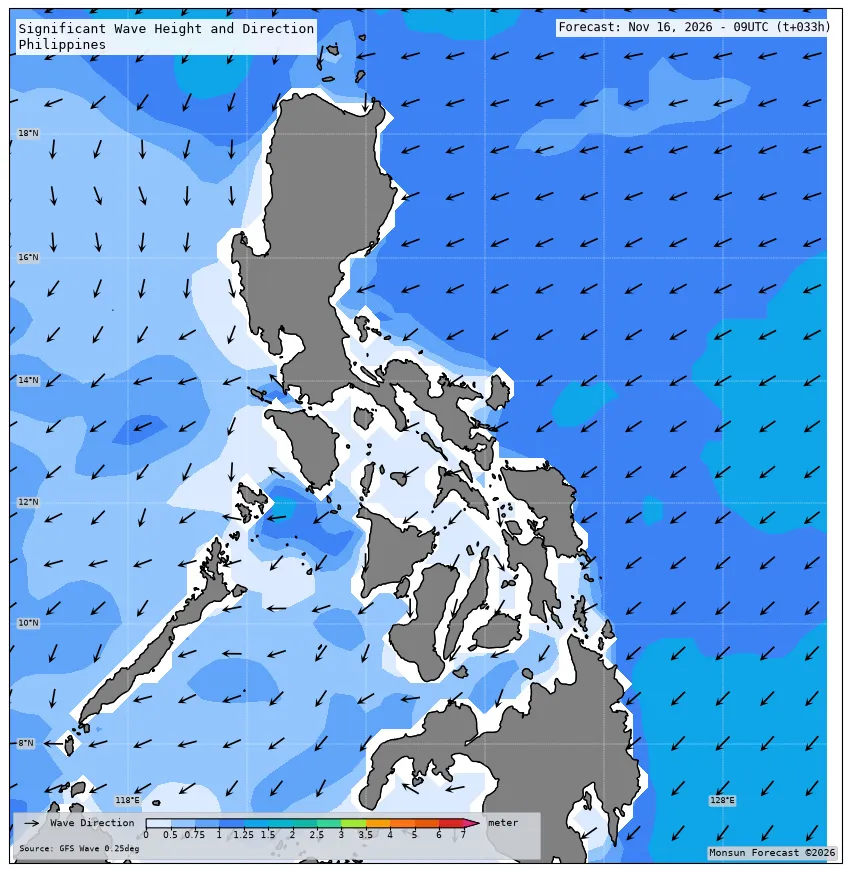 Significant Wave Height and Direction
Philippines
Forecast: Nov 16, 2026 - 09UTC (t+033h)
18°N
16°N
14°N
12°N
10°N
8°N
118°E
128°E
Wave Direction
0 0.5 0.75 1 1.25 1.5 2 2.5 3 3.5 4 5 6 7
meter
Source: GFS Wave 0.25deg
Monsun Forecast ©2026